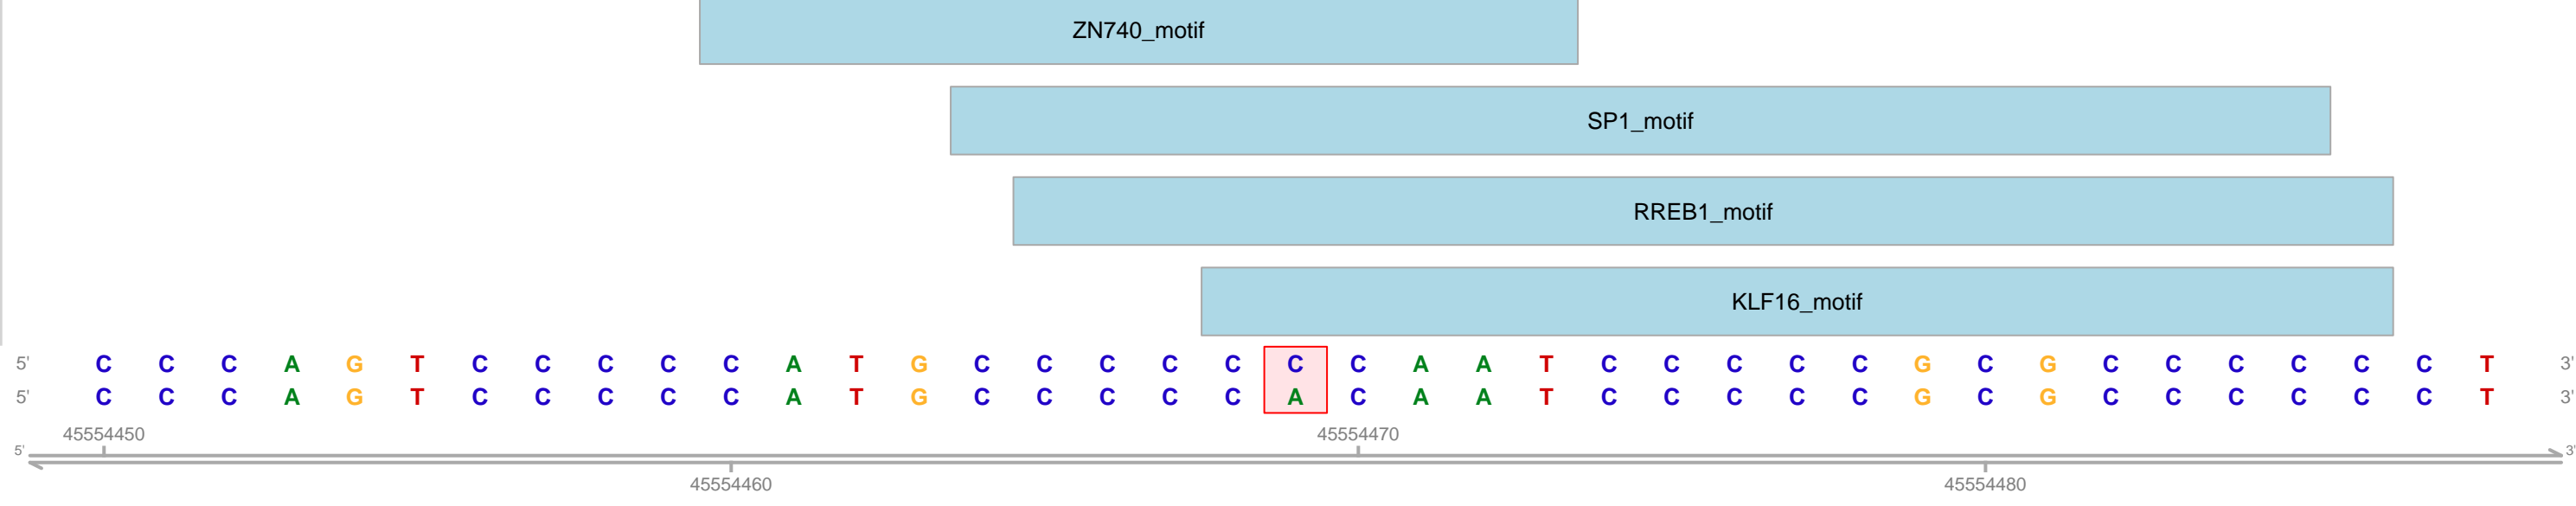 ZN740_motif
SP1_motif
RREB1_motif
KLF16_motif
5' C C C A G T C C C C C A T G C C C C C C C A A T C C C C C G C G C C C C C C T 3'
5' C C C A G T C C C C C A T G C C C C C A C A A T C C C C C G C G C C C C C C T 3'
45554450 45554470
5' 3'
45554460 45554480